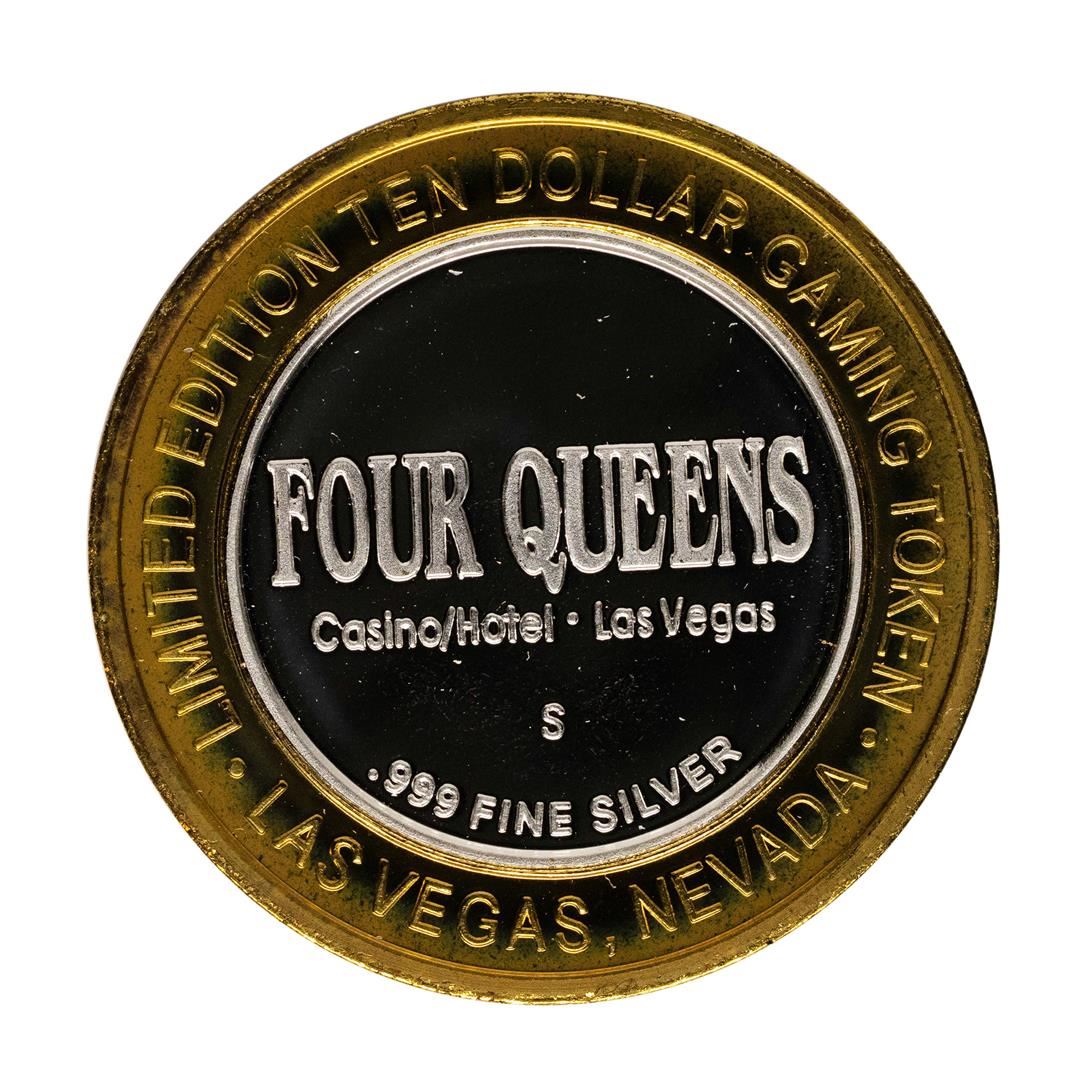 LIMITED EDITION TEN DOLLAR GAMING TOKEN
FOUR QUEENS
Casino/Hotel · Las Vegas
S
.999 FINE SILVER
· LAS VEGAS, NEVADA ·